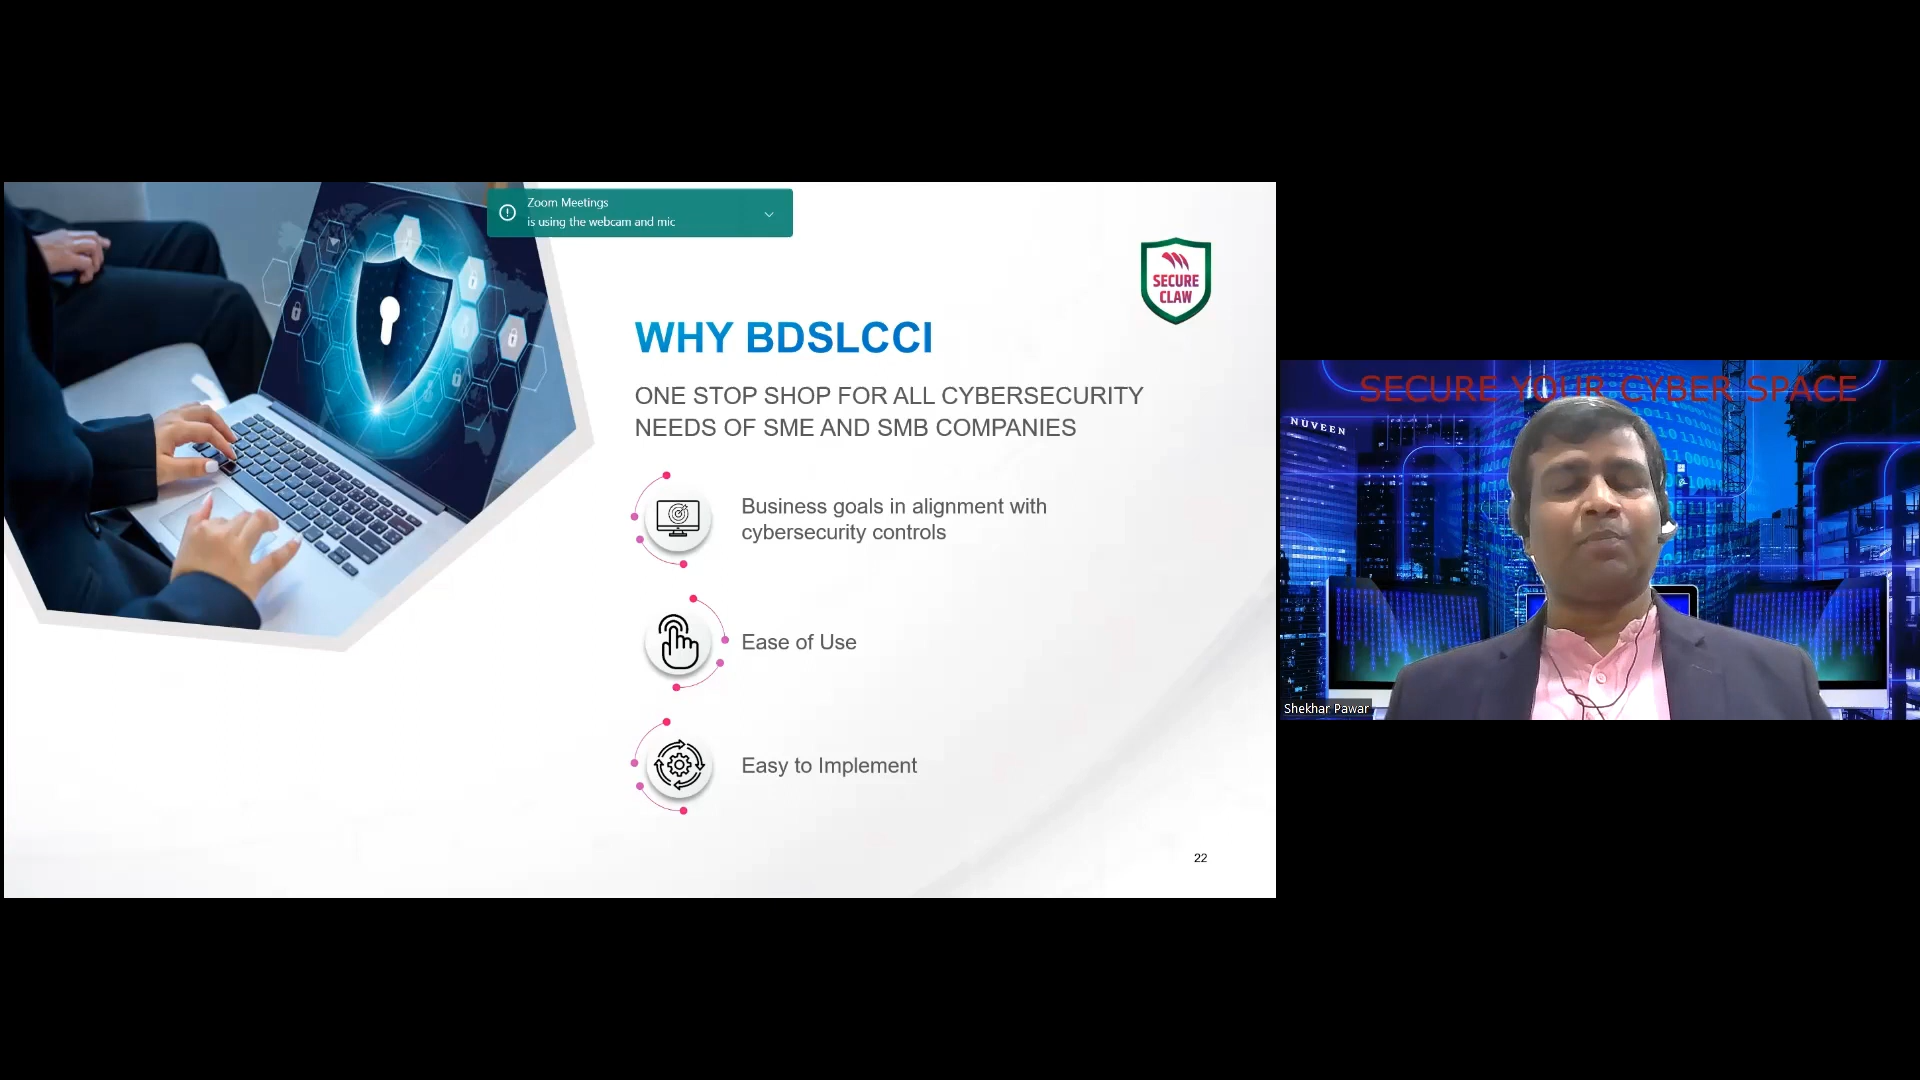 Zoom Meetings
is using the webcam and mic
SECURE
CLAW
WHY BDSLCCI
ONE STOP SHOP FOR ALL CYBERSECURITY
NEEDS OF SME AND SMB COMPANIES
Business goals in alignment with
cybersecurity controls
Ease of Use
Easy to Implement
22
SECURE YOUR CYBER SPACE
NUVEEN
Shekhar Pawar